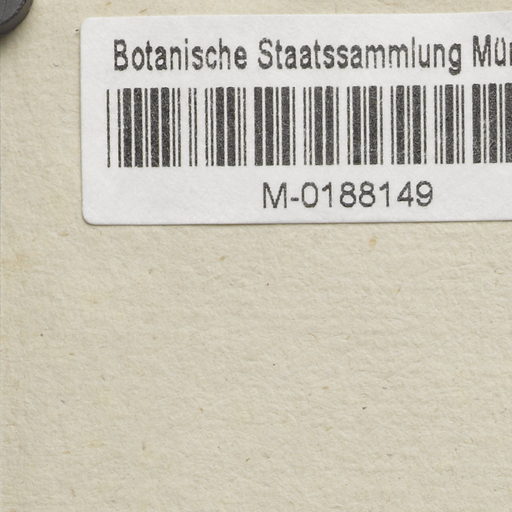 Botanische Staatssammlung Mün
M-0188149